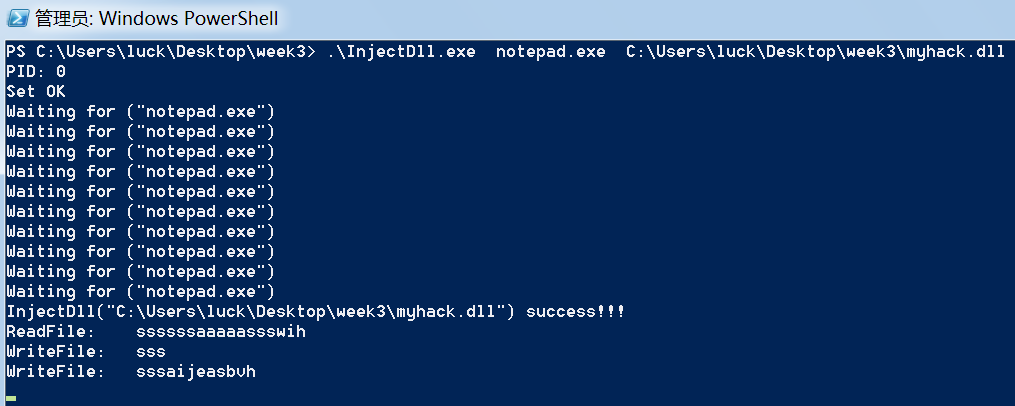 管理员: Windows PowerShell
PS C:\Users\luck\Desktop\week3> .\InjectDll.exe  notepad.exe  C:\Users\luck\Desktop\week3\myhack.dll
PID: 0
Set OK
Waiting for ("notepad.exe")
Waiting for ("notepad.exe")
Waiting for ("notepad.exe")
Waiting for ("notepad.exe")
Waiting for ("notepad.exe")
Waiting for ("notepad.exe")
Waiting for ("notepad.exe")
Waiting for ("notepad.exe")
Waiting for ("notepad.exe")
Waiting for ("notepad.exe")
InjectDll("C:\Users\luck\Desktop\week3\myhack.dll") success!!!
ReadFile:    ssssssaaaaassswih
WriteFile:   sss
WriteFile:   sssaijeasbvh